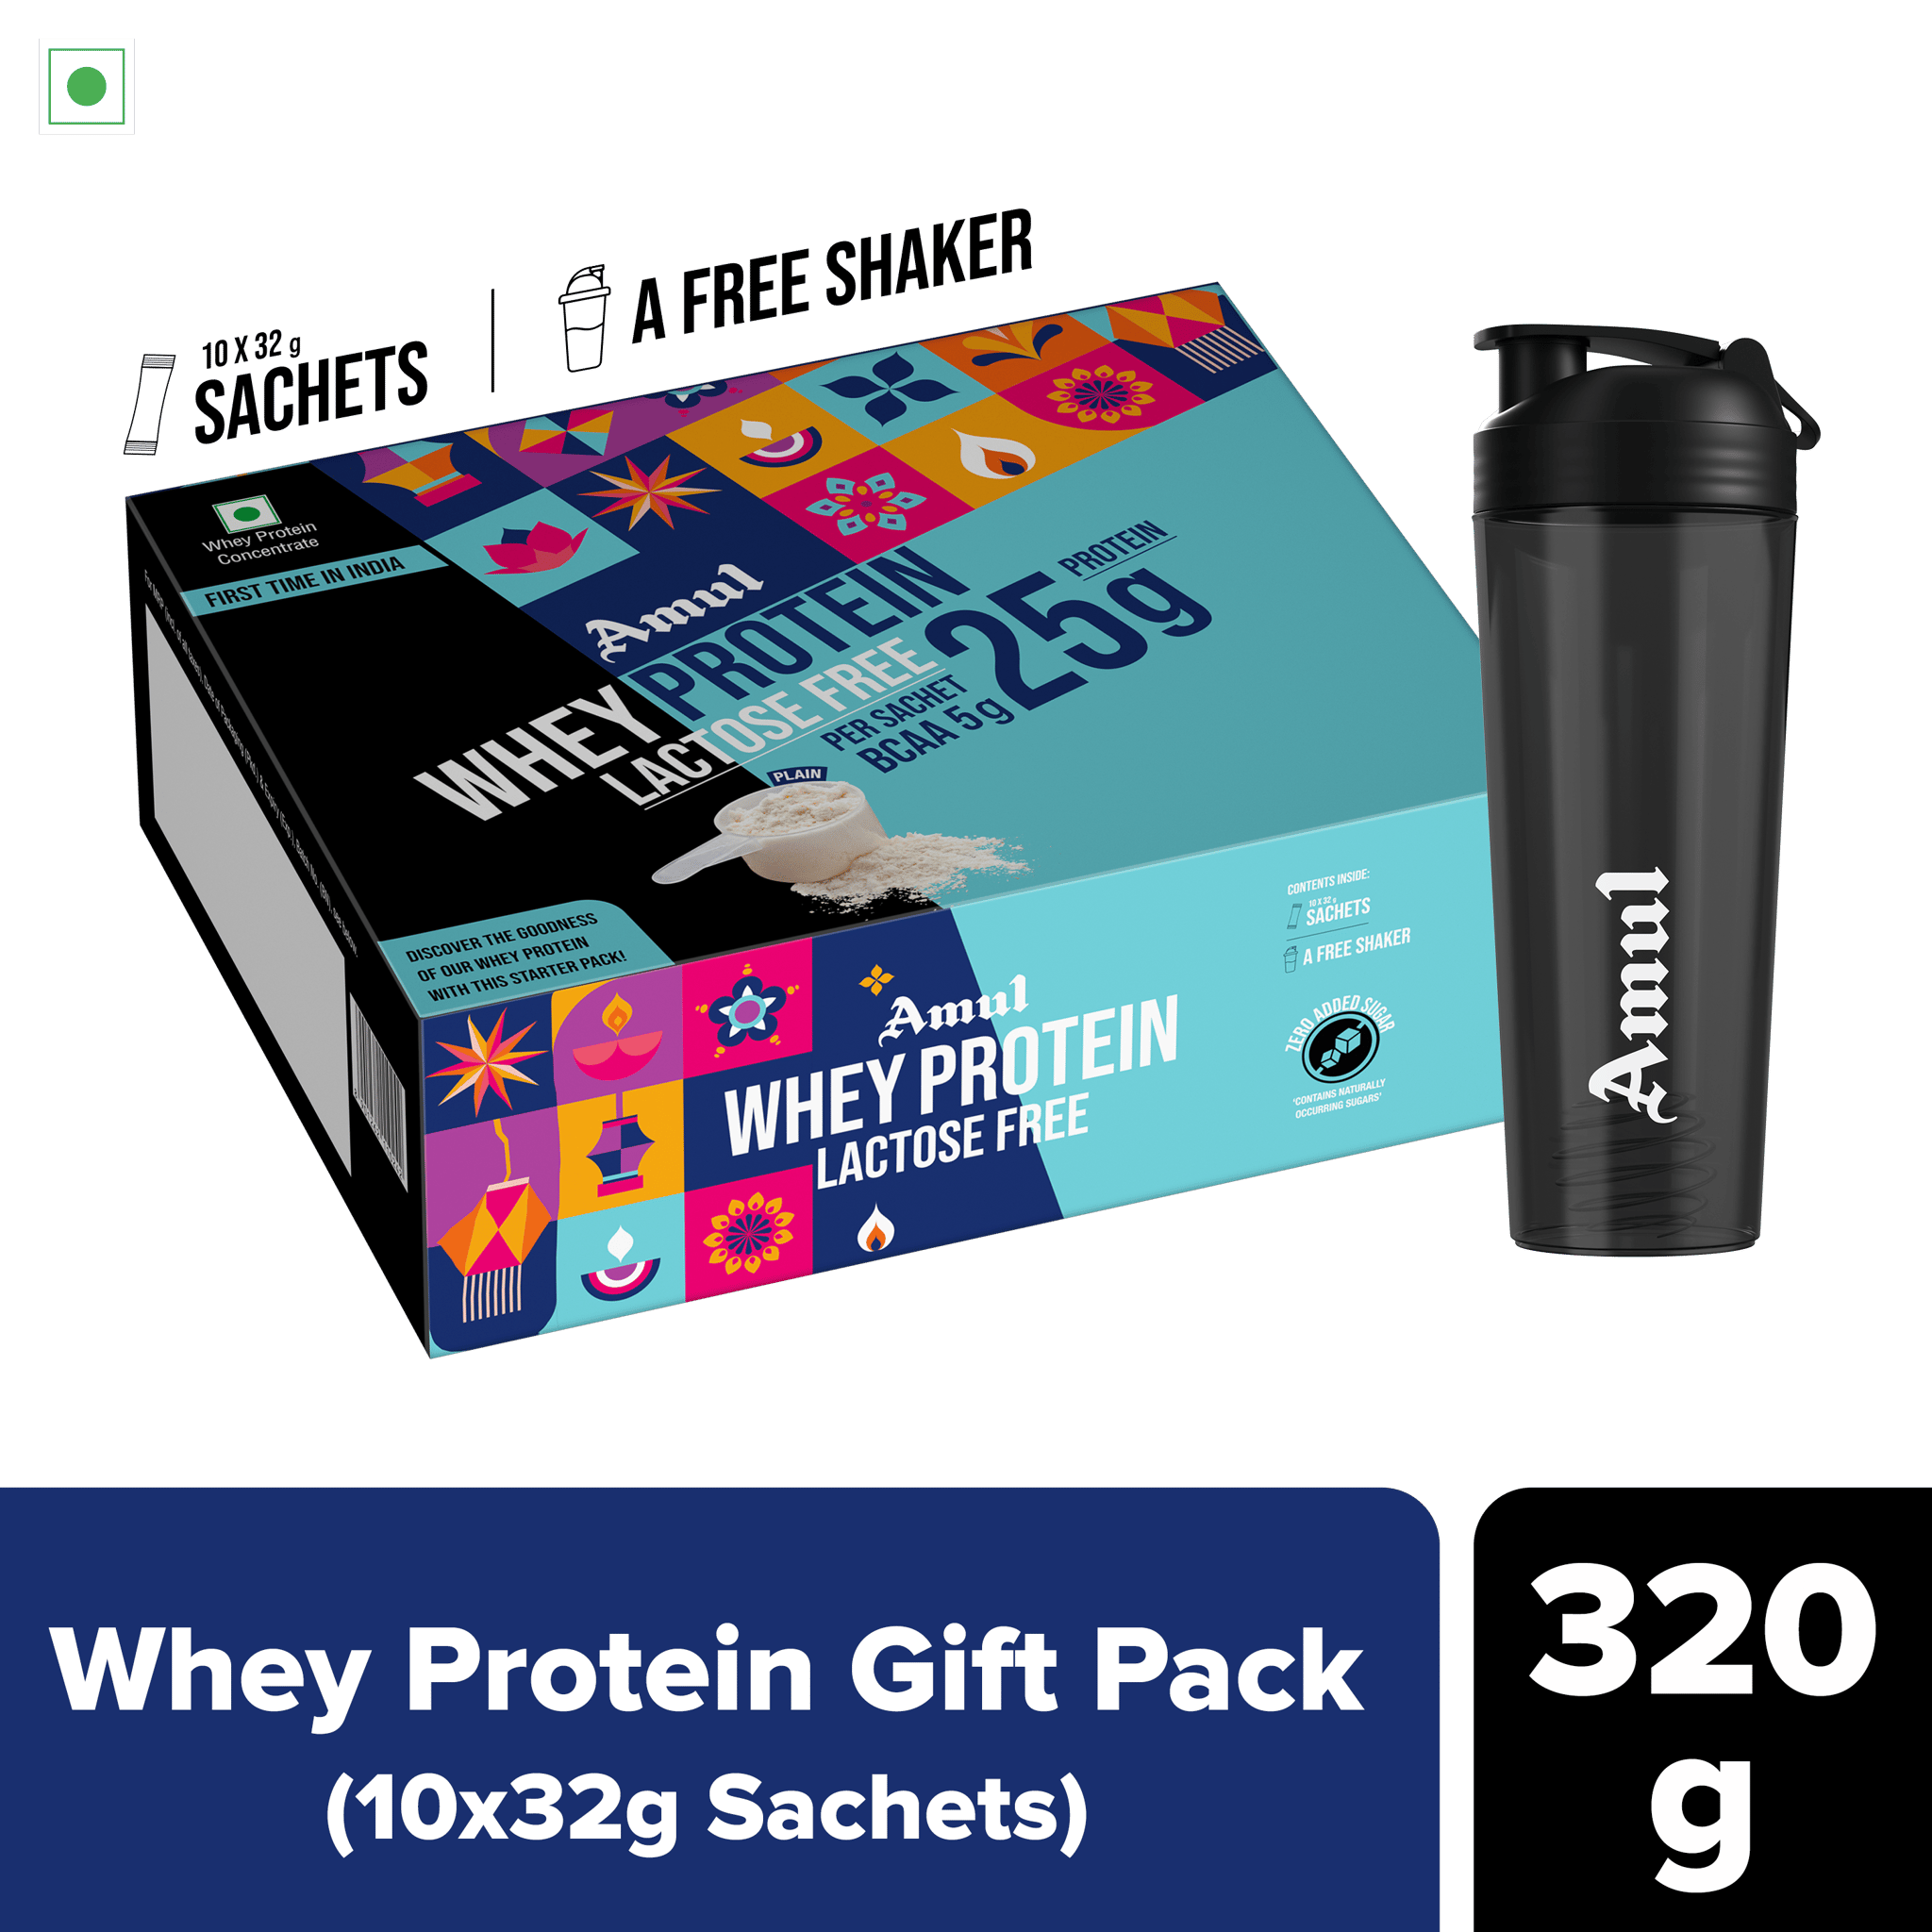 10 X 32 g
SACHETS
A FREE SHAKER
Whey Protein
Concentrate
FIRST TIME IN INDIA
Amul
WHEY PROTEIN
LACTOSE FREE
25g
PROTEIN
PER SACHET
BCAA 5 g
PLAIN
DISCOVER THE GOODNESS
OF OUR WHEY PROTEIN
WITH THIS STARTER PACK!
Amul
WHEY PROTEIN
LACTOSE FREE
CONTENTS INSIDE:
10 X 32 g
SACHETS
A FREE SHAKER
ZERO ADDED SUGAR
'CONTAINS NATURALLY
OCCURRING SUGARS'
Amul
Whey Protein Gift Pack
(10x32g Sachets)
320
g